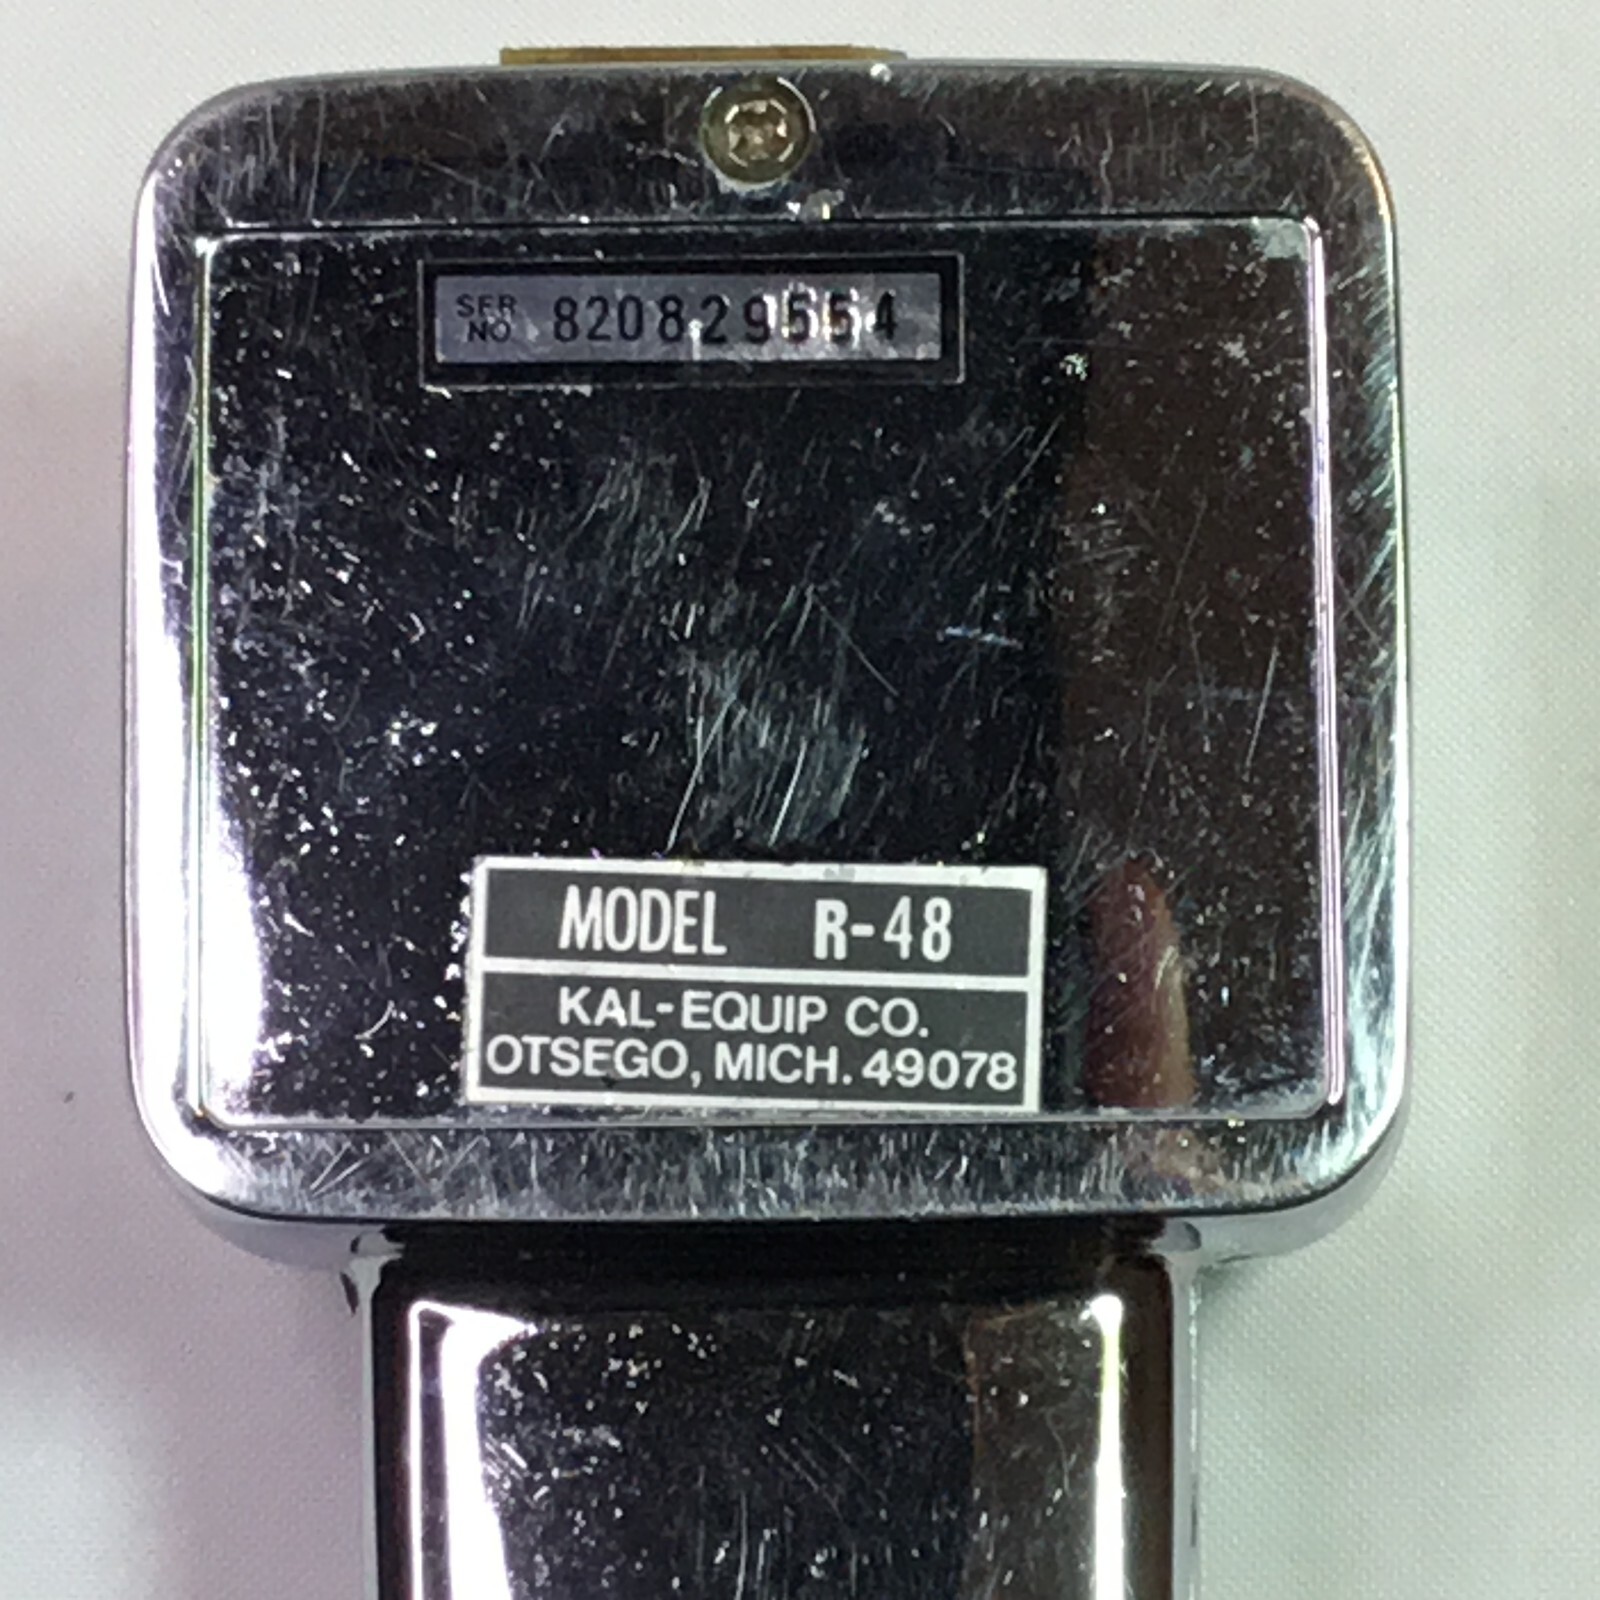 SER
NO 820829554
MODEL R-48
KAL-EQUIP CO.
OTSEGO, MICH. 49078